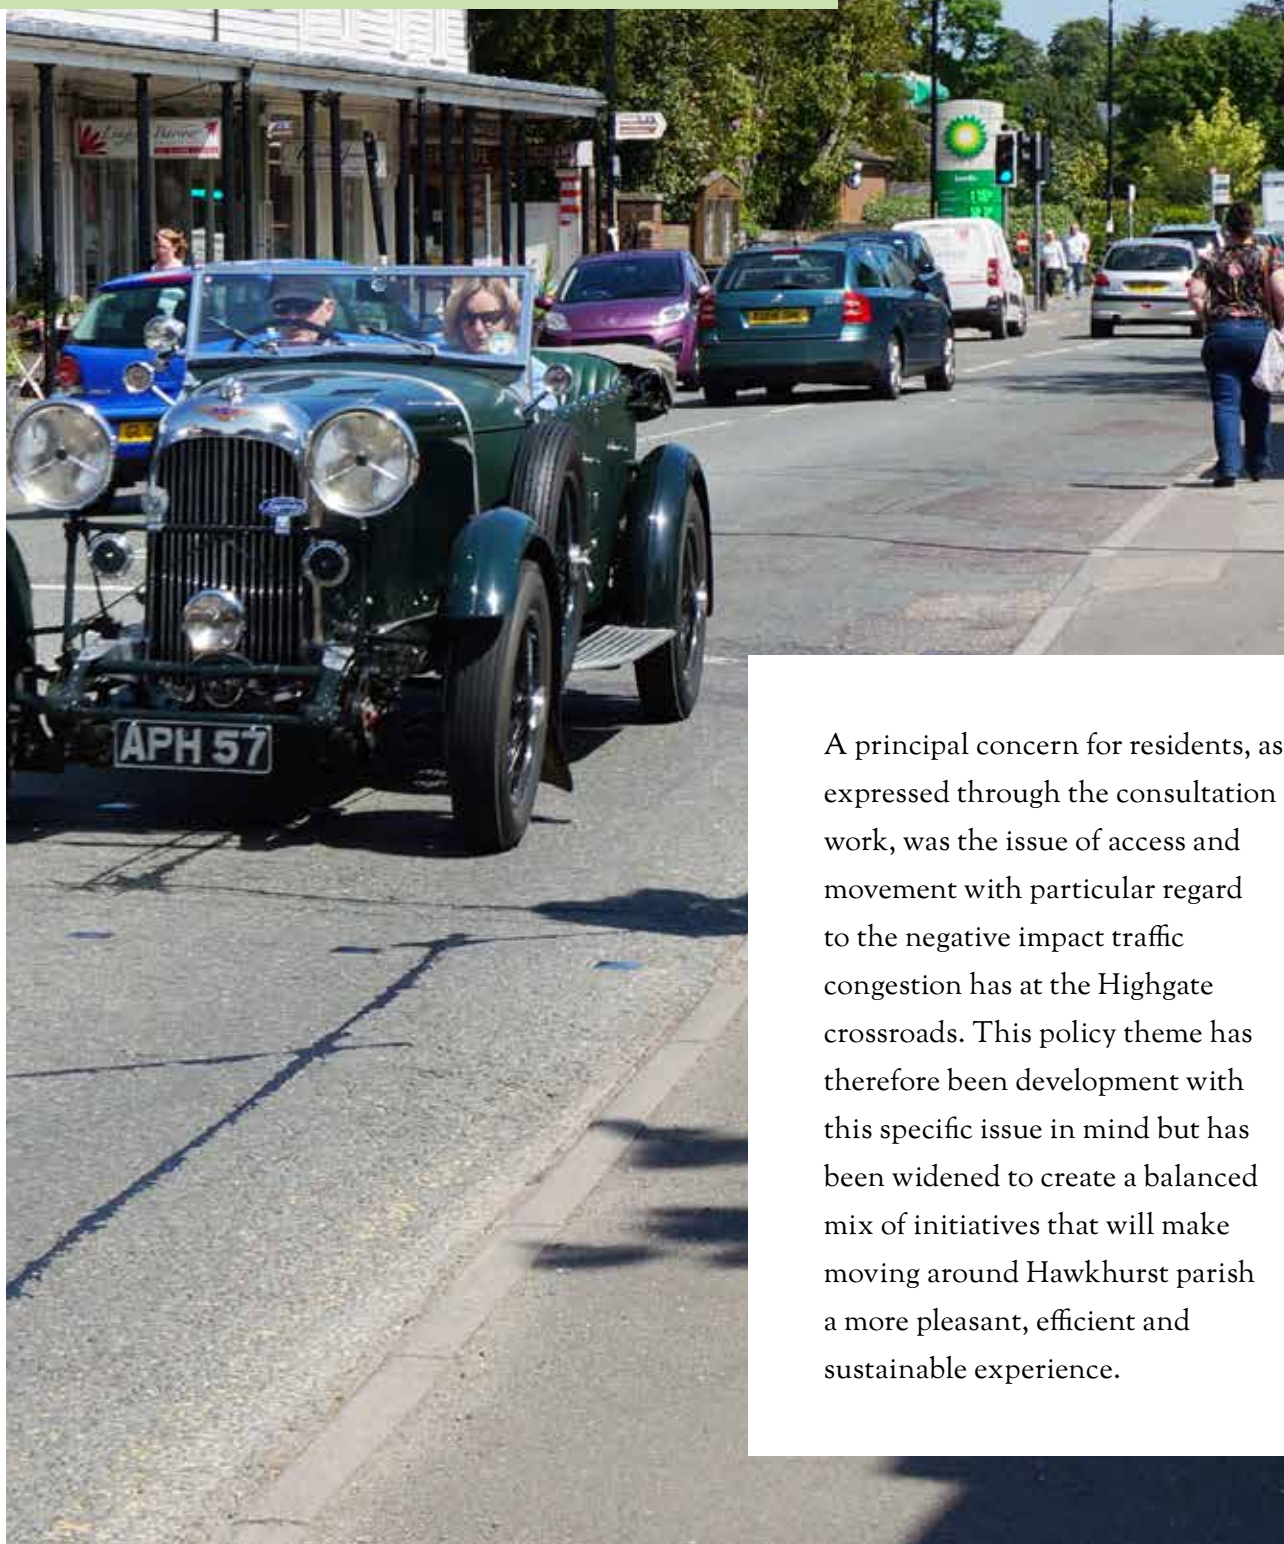 APH 57
A principal concern for residents, as
expressed through the consultation
work, was the issue of access and
movement with particular regard
to the negative impact traffic
congestion has at the Highgate
crossroads. This policy theme has
therefore been development with
this specific issue in mind but has
been widened to create a balanced
mix of initiatives that will make
moving around Hawkhurst parish
a more pleasant, efficient and
sustainable experience.